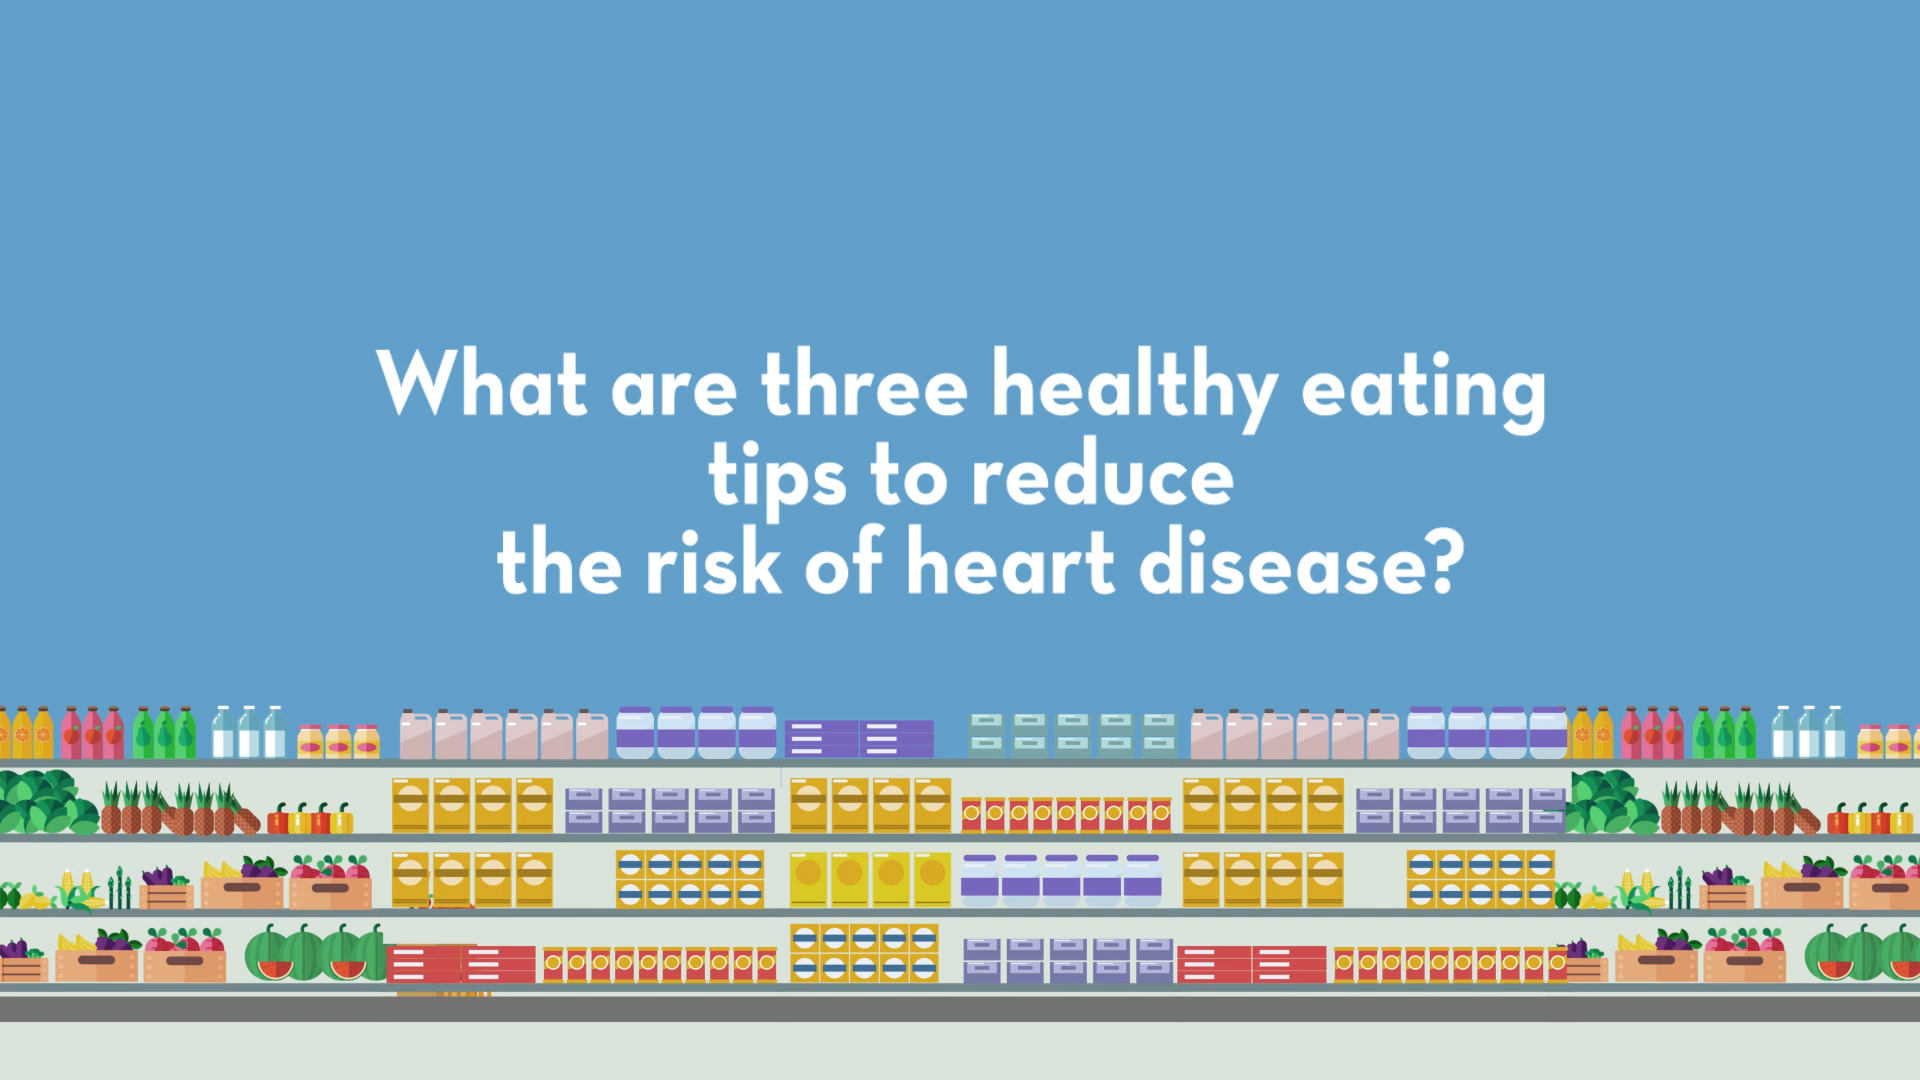 What are three healthy eating
tips to reduce
the risk of heart disease?